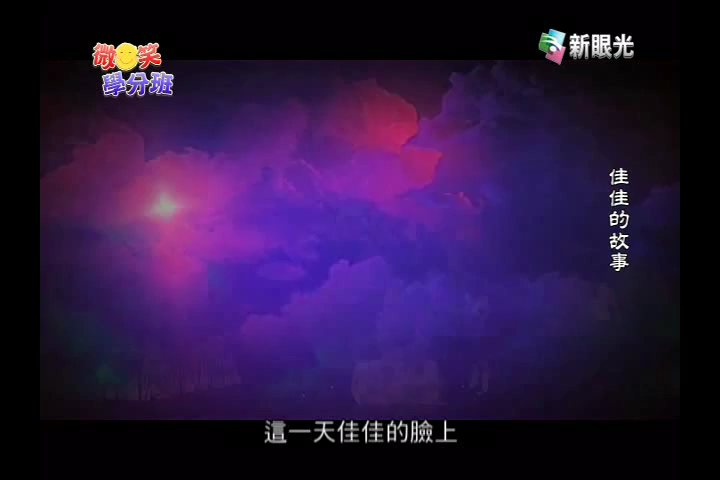 微笑
學分班
新眼光
佳佳的故事
這一天佳佳的臉上